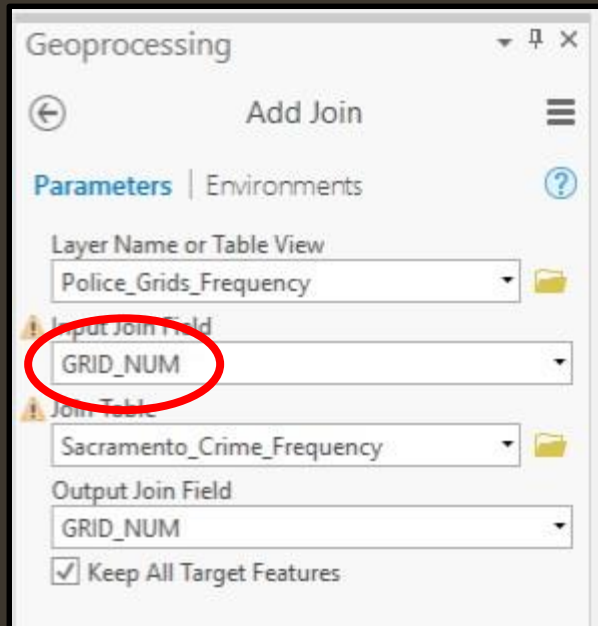 Geoprocessing
Add Join
Parameters | Environments
Layer Name or Table View
Police_Grids_Frequency
Input Join Field
GRID_NUM
Join Table
Sacramento_Crime_Frequency
Output Join Field
GRID_NUM
Keep All Target Features